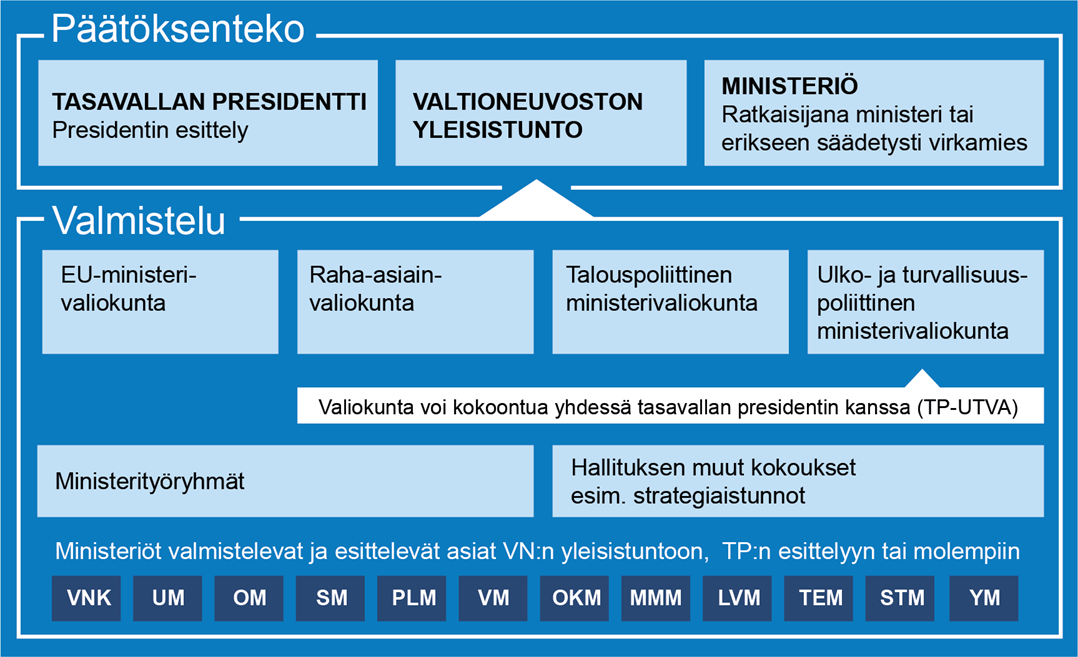 Päätöksenteko
TASAVALLAN PRESIDENTTI
Presidentin esittely
VALTIONEUVOSTON
YLEISISTUNTO
MINISTERIÖ
Ratkaisijana ministeri tai
erikseen säädetysti virkamies
Valmistelu
EU-ministeri-
valiokunta
Raha-asiain-
valiokunta
Talouspoliittinen
ministerivaliokunta
Ulko- ja turvallisuus-
poliittinen
ministerivaliokunta
Valiokunta voi kokoontua yhdessä tasavallan presidentin kanssa (TP-UTVA)
Ministerityöryhmät
Hallituksen muut kokoukset
esim. strategiaistunnot
Ministeriöt valmistelevat ja esittelevät asiat VN:n yleisistuntoon, TP:n esittelyyn tai molempiin
VNK UM OM SM PLM VM OKM MMM LVM TEM STM YM